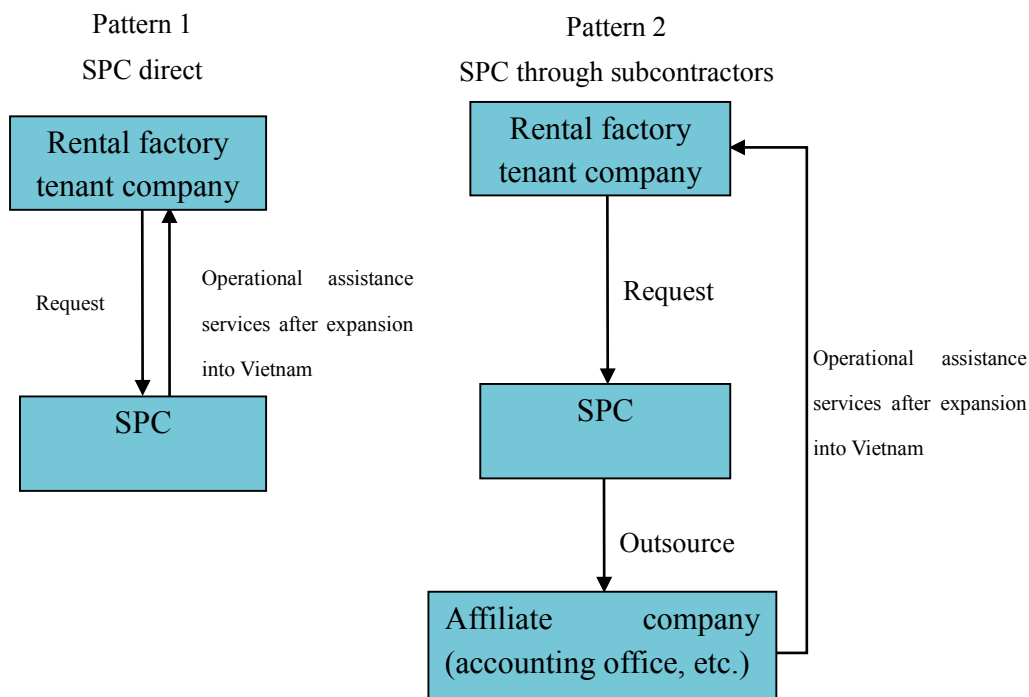 Pattern 1
SPC direct
Rental factory
tenant company
Request
Operational assistance
services after expansion
into Vietnam
SPC
Pattern 2
SPC through subcontractors
Rental factory
tenant company
Request
SPC
Operational assistance
services after expansion
into Vietnam
Outsource
Affiliate company
(accounting office, etc.)